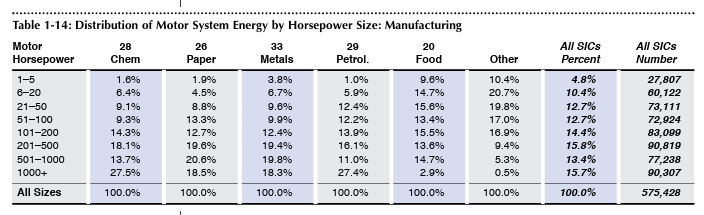 Table 1-14: Distribution of Motor System Energy by Horsepower Size: Manufacturing
Motor 28 26 33 29 20 All SICs All SICs
Horsepower Chem Paper Metals Petrol. Food Other Percent Number
1–5 1.6% 1.9% 3.8% 1.0% 9.6% 10.4% 4.8% 27,807
6–20 6.4% 4.5% 6.7% 5.9% 14.7% 20.7% 10.4% 60,122
21–50 9.1% 8.8% 9.6% 12.4% 15.6% 19.8% 12.7% 73,111
51–100 9.3% 13.3% 9.9% 12.2% 13.4% 17.0% 12.7% 72,924
101–200 14.3% 12.7% 12.4% 13.9% 15.5% 16.9% 14.4% 83,099
201–500 18.1% 19.6% 19.4% 16.1% 13.6% 9.4% 15.8% 90,819
501–1000 13.7% 20.6% 19.8% 11.0% 14.7% 5.3% 13.4% 77,238
1000+ 27.5% 18.5% 18.3% 27.4% 2.9% 0.5% 15.7% 90,307
All Sizes 100.0% 100.0% 100.0% 100.0% 100.0% 100.0% 100.0% 575,428